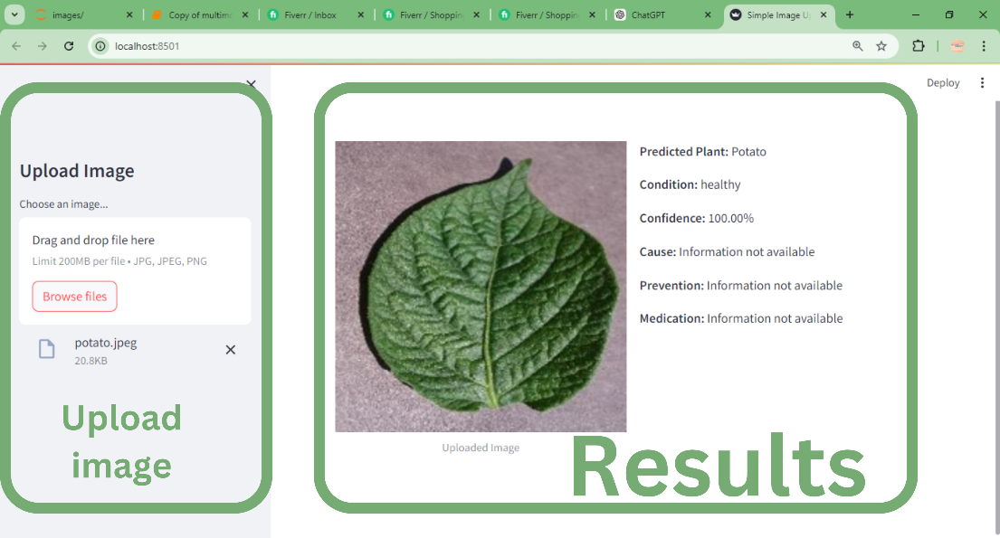 images/
Copy of multimo
Fiverr / Inbox
Fiverr / Shoppin
Fiverr / Shoppin
ChatGPT
Simple Image U
localhost:8501
Deploy
Upload Image
Choose an image...
Drag and drop file here
Limit 200MB per file • JPG, JPEG, PNG
Browse files
potato.jpeg
20.8KB
Upload
image
Predicted Plant: Potato
Condition: healthy
Confidence: 100.00%
Cause: Information not available
Prevention: Information not available
Medication: Information not available
Uploaded Image
Results